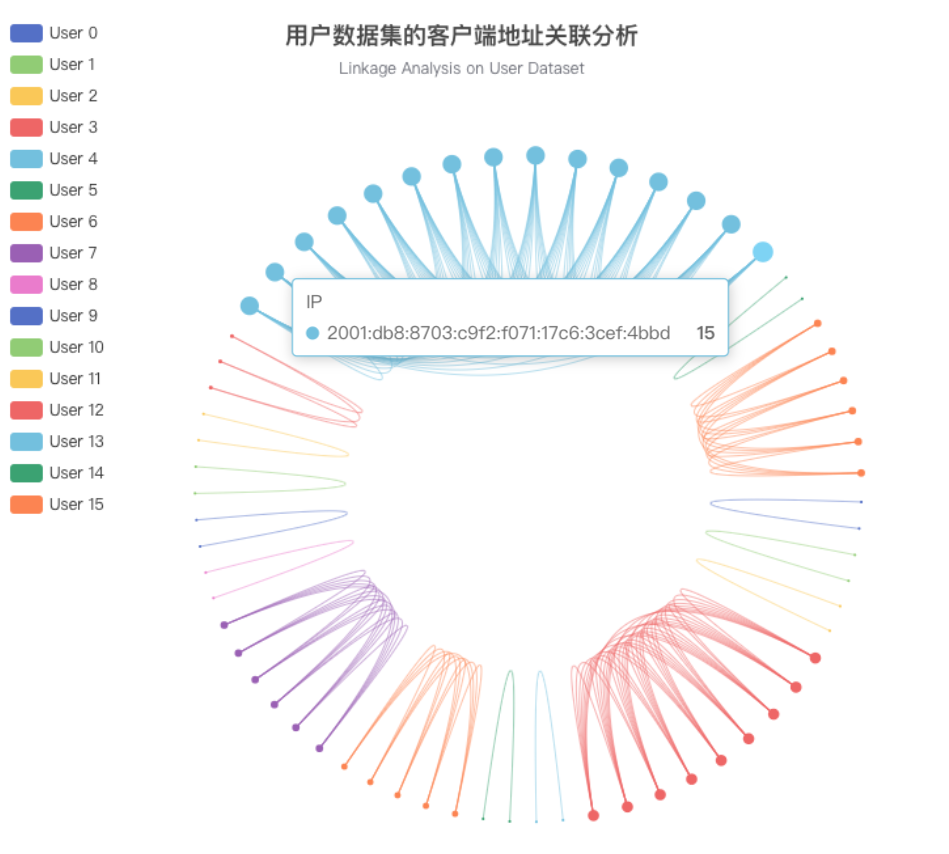 用户数据集的客户端地址关联分析
Linkage Analysis on User Dataset
User 0
User 1
User 2
User 3
User 4
User 5
User 6
User 7
User 8
User 9
User 10
User 11
User 12
User 13
User 14
User 15
IP
2001:db8:8703:c9f2:f071:17c6:3cef:4bbd 15